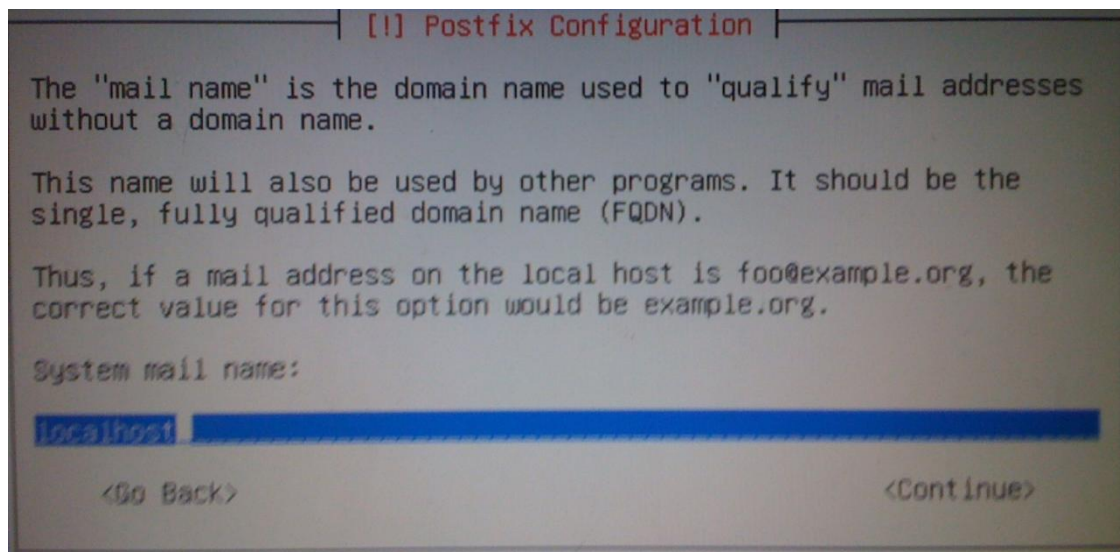 [!] Postfix Configuration
The "mail name" is the domain name used to "qualify" mail addresses
without a domain name.
This name will also be used by other programs. It should be the
single, fully qualified domain name (FQDN).
Thus, if a mail address on the local host is foo@example.org, the
correct value for this option would be example.org.
System mail name:
localhost
<Go Back> <Continue>